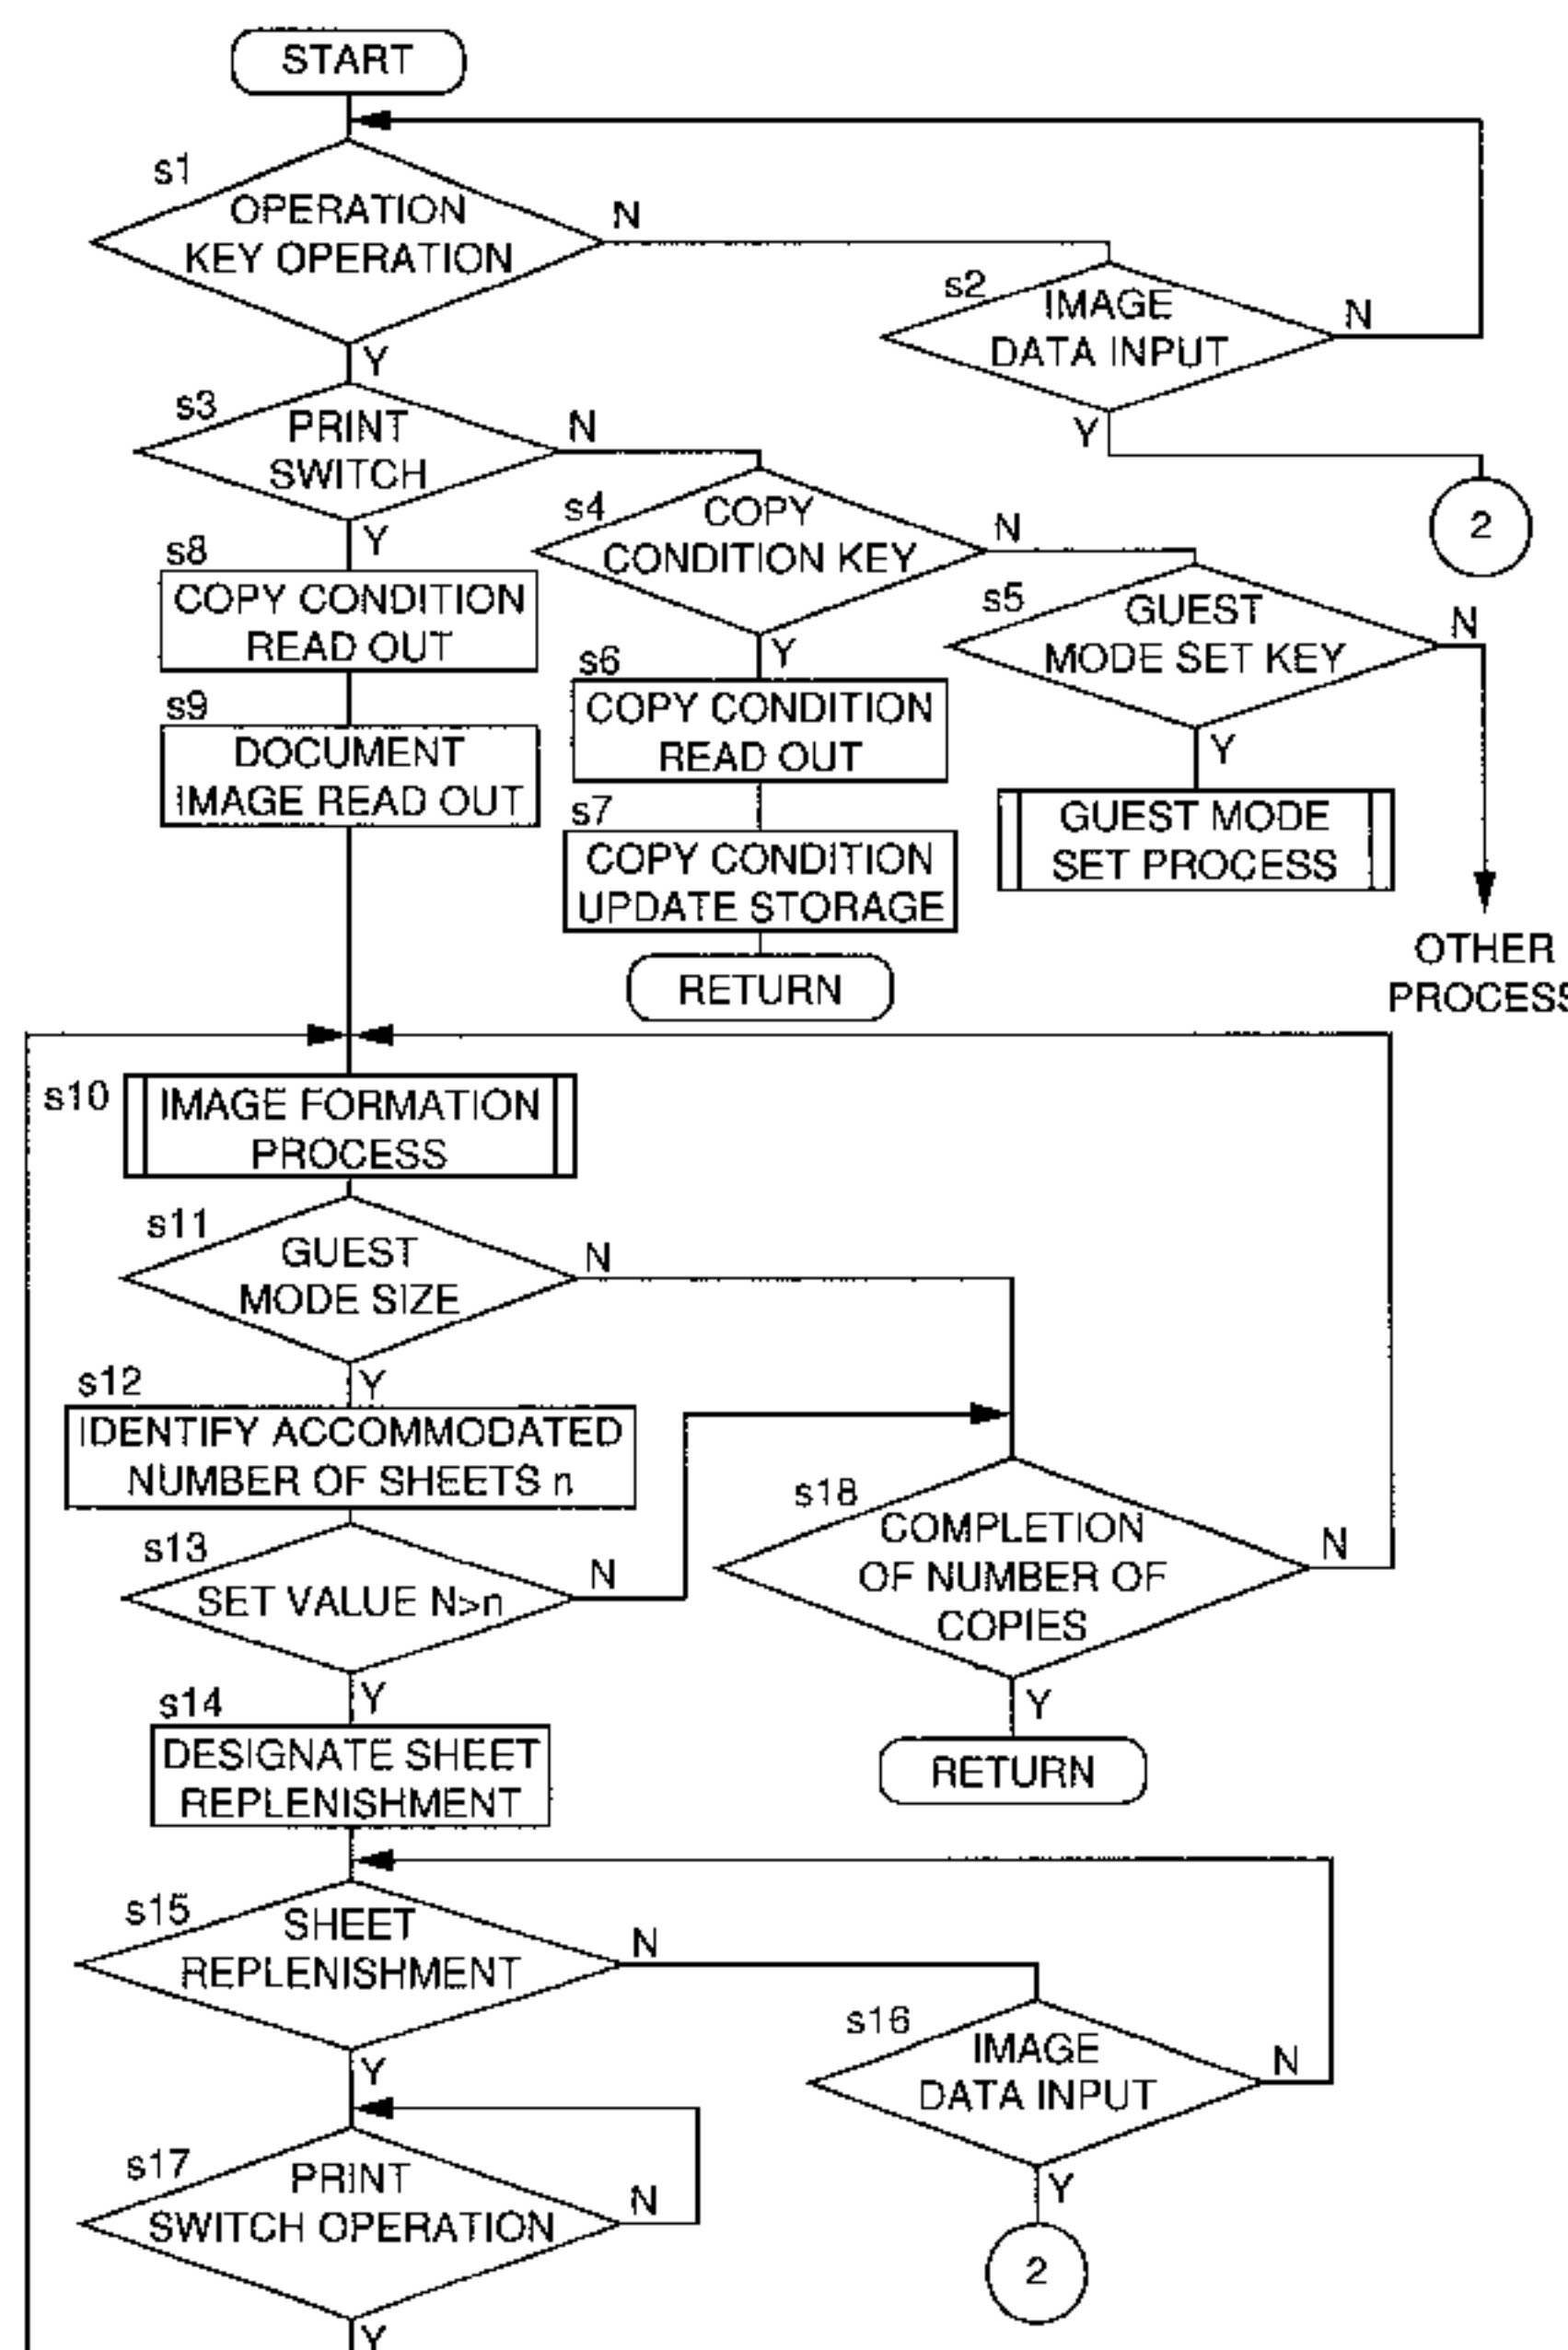 START
s1
OPERATION
KEY OPERATION
N
Y
s2
IMAGE
DATA INPUT
N
Y
2
s3
PRINT
SWITCH
N
Y
s4
COPY
CONDITION KEY
N
Y
s5
GUEST
MODE SET KEY
N
Y
s8
COPY CONDITION
READ OUT
s6
COPY CONDITION
READ OUT
s9
DOCUMENT
IMAGE READ OUT
s7
COPY CONDITION
UPDATE STORAGE
GUEST MODE
SET PROCESS
RETURN
OTHER
PROCESS
s10
IMAGE FORMATION
PROCESS
s11
GUEST
MODE SIZE
N
Y
s12
IDENTIFY ACCOMMODATED
NUMBER OF SHEETS n
s13
SET VALUE N>n
N
Y
s18
COMPLETION
OF NUMBER OF
COPIES
N
Y
RETURN
s14
DESIGNATE SHEET
REPLENISHMENT
s15
SHEET
REPLENISHMENT
N
Y
s16
IMAGE
DATA INPUT
N
Y
2
s17
PRINT
SWITCH OPERATION
N
Y